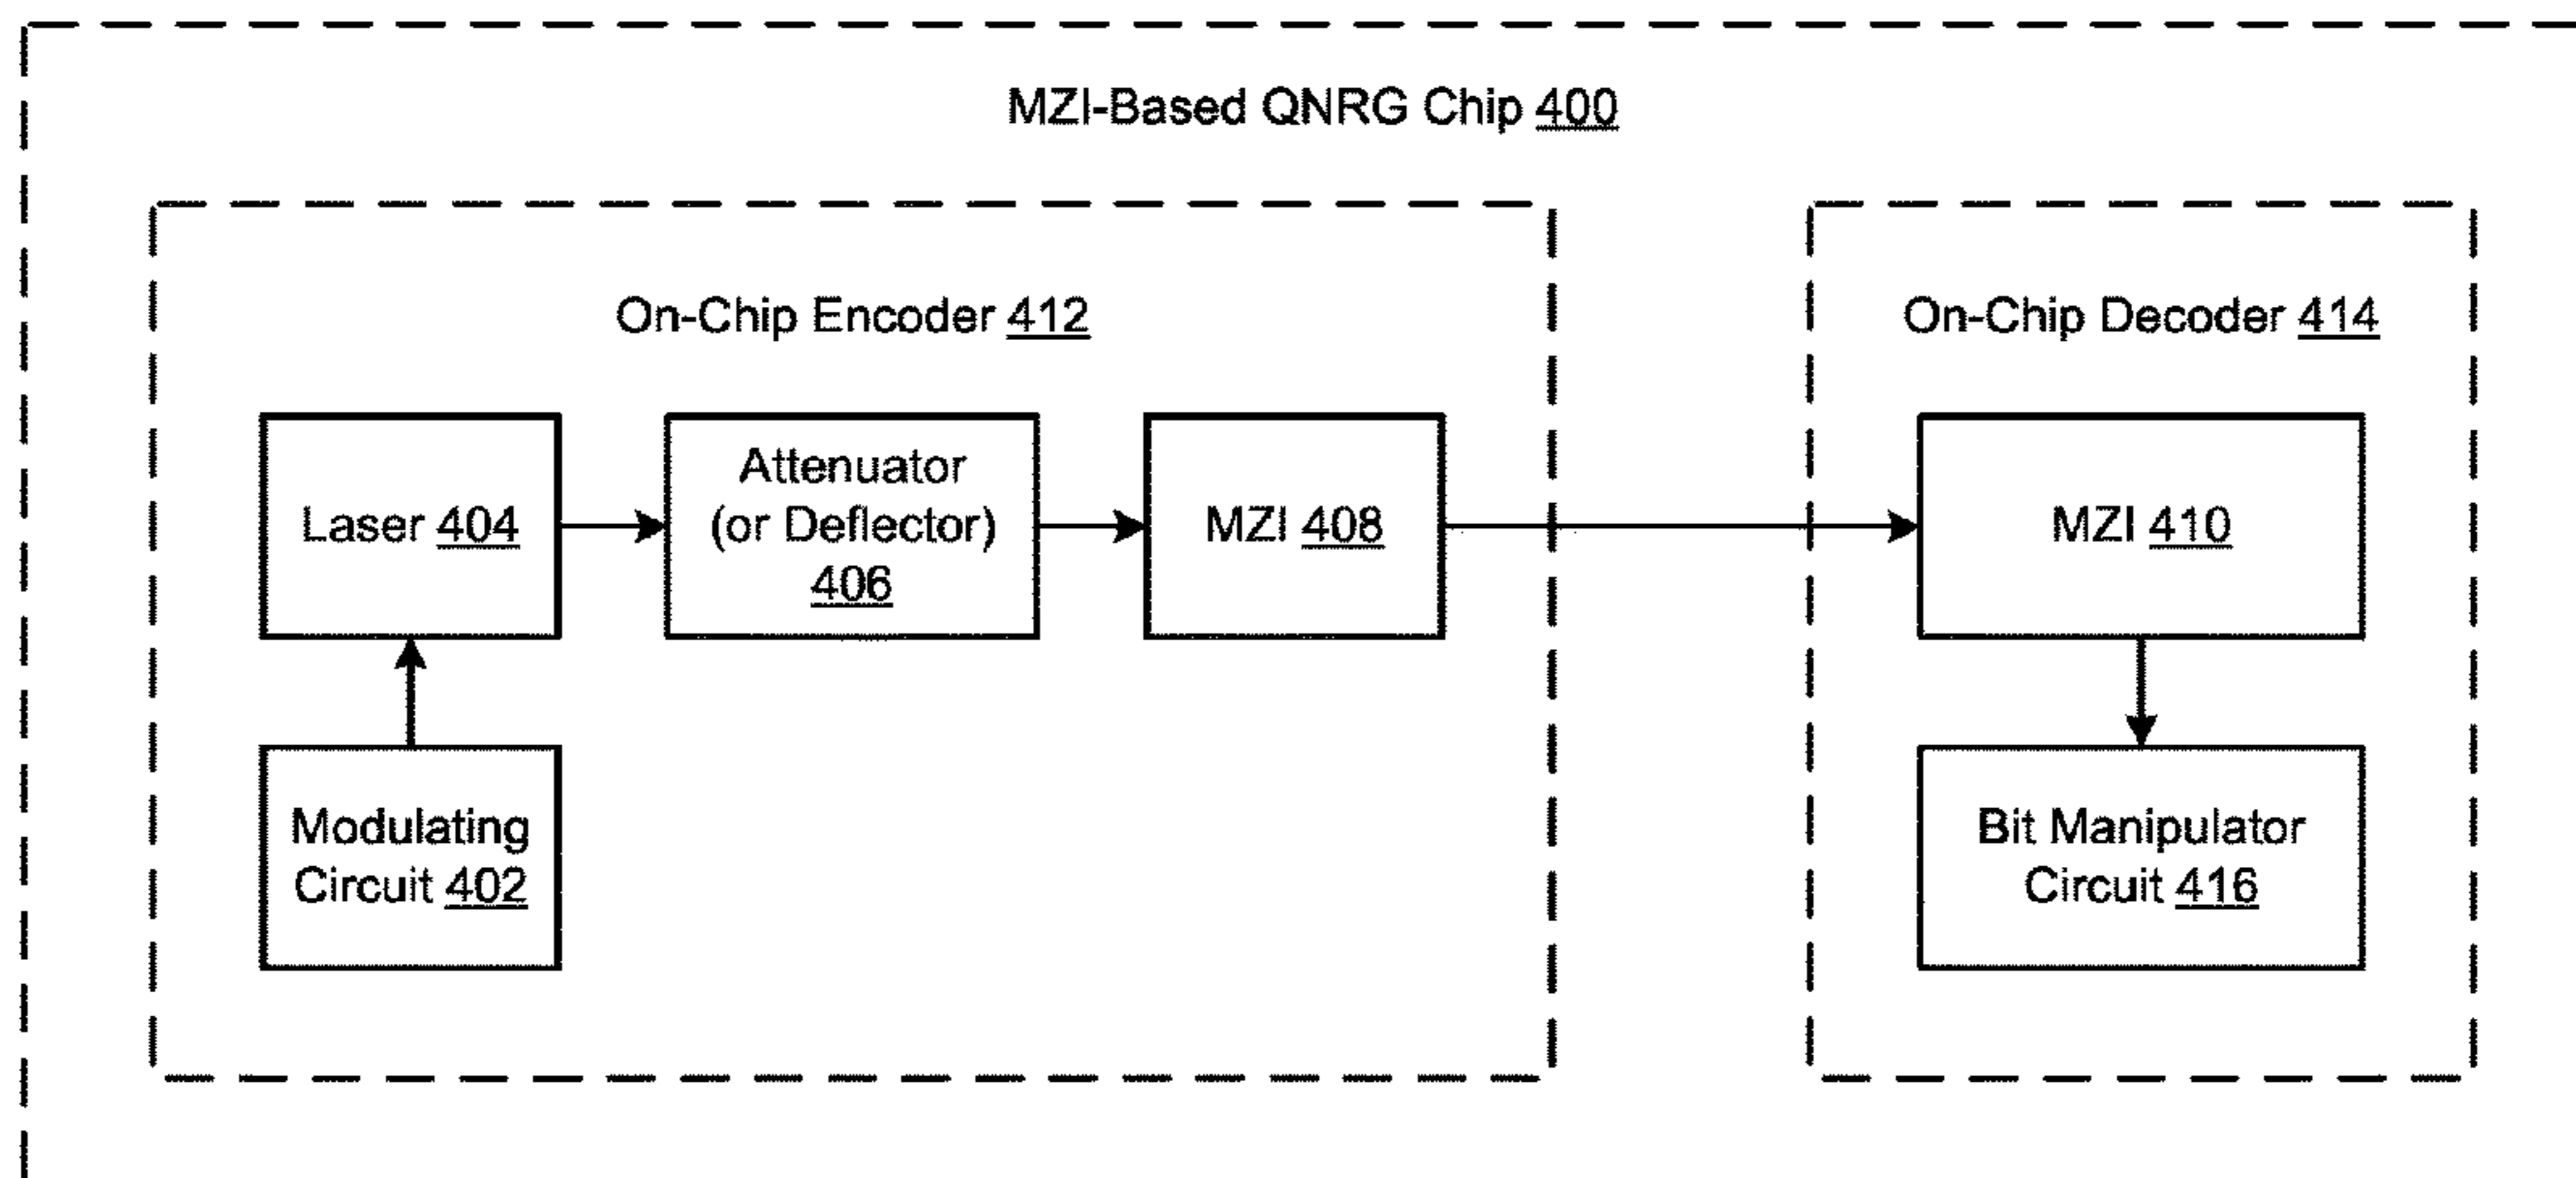 MZI-Based QNRG Chip 400
On-Chip Encoder 412
On-Chip Decoder 414
Laser 404
Attenuator
(or Deflector)
406
MZI 408
MZI 410
Modulating
Circuit 402
Bit Manipulator
Circuit 416